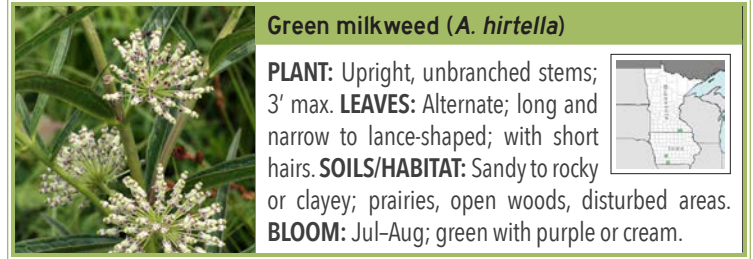 Green milkweed (A. hirtella)
PLANT: Upright, unbranched stems;
3′ max. LEAVES: Alternate; long and
narrow to lance-shaped; with short
hairs. SOILS/HABITAT: Sandy to rocky
or clayey; prairies, open woods, disturbed areas.
BLOOM: Jul–Aug; green with purple or cream.
Minnesota
Iowa